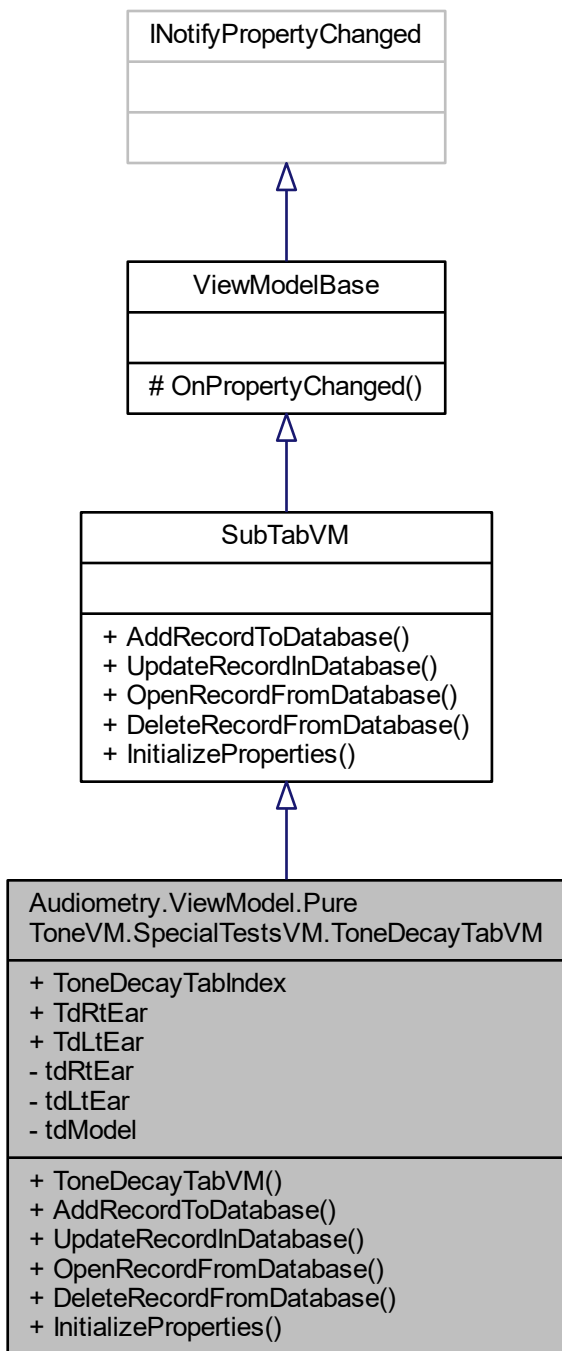 INotifyPropertyChanged
ViewModelBase
# OnPropertyChanged()
SubTabVM
+ AddRecordToDatabase()
+ UpdateRecordInDatabase()
+ OpenRecordFromDatabase()
+ DeleteRecordFromDatabase()
+ InitializeProperties()
Audiometry.ViewModel.Pure
ToneVM.SpecialTestsVM.ToneDecayTabVM
+ ToneDecayTabIndex
+ TdRtEar
+ TdLtEar
- tdRtEar
- tdLtEar
- tdModel
+ ToneDecayTabVM()
+ AddRecordToDatabase()
+ UpdateRecordInDatabase()
+ OpenRecordFromDatabase()
+ DeleteRecordFromDatabase()
+ InitializeProperties()